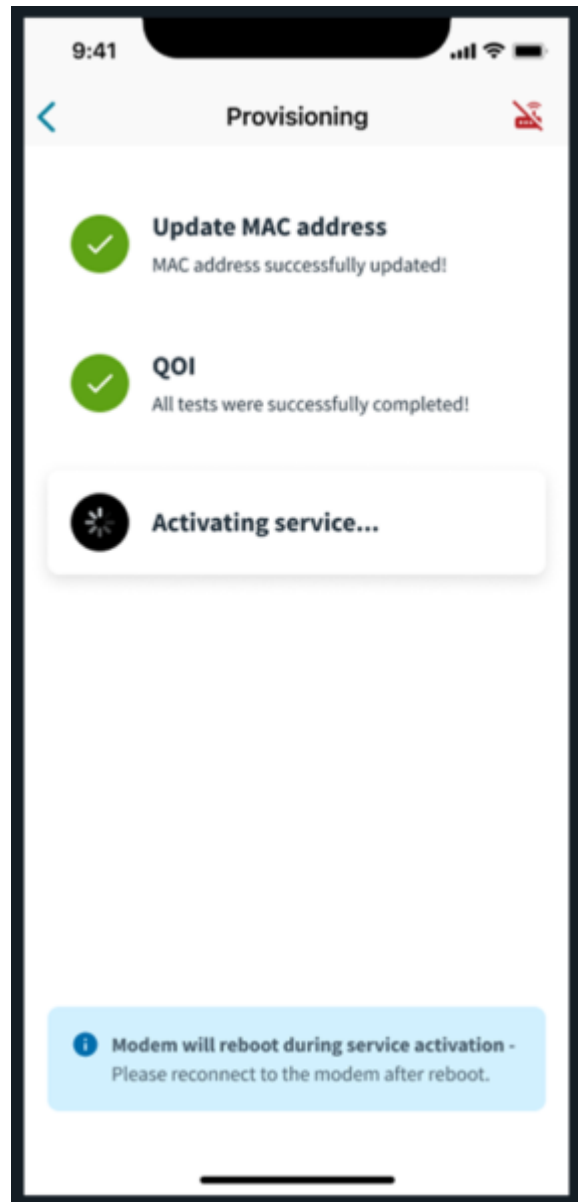 9:41
Provisioning
Update MAC address
MAC address successfully updated!
QOI
All tests were successfully completed!
Activating service...
Modem will reboot during service activation -
Please reconnect to the modem after reboot.